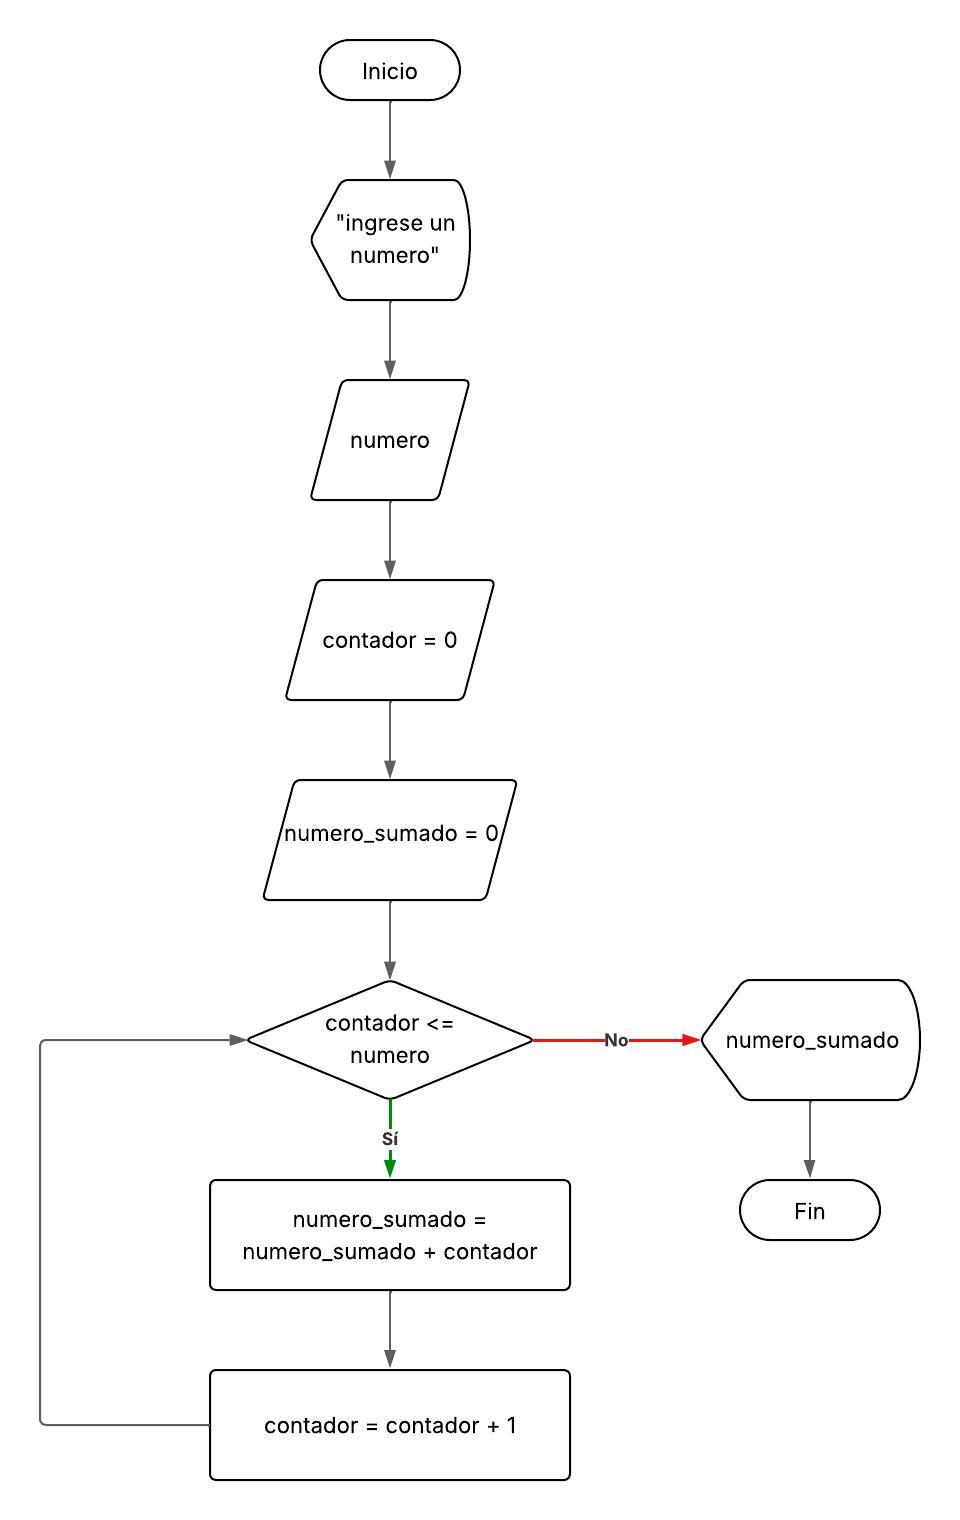 Inicio
"ingrese un
numero"
numero
contador = 0
numero_sumado = 0
contador <=
numero
No
numero_sumado
Sí
numero_sumado =
numero_sumado + contador
Fin
contador = contador + 1